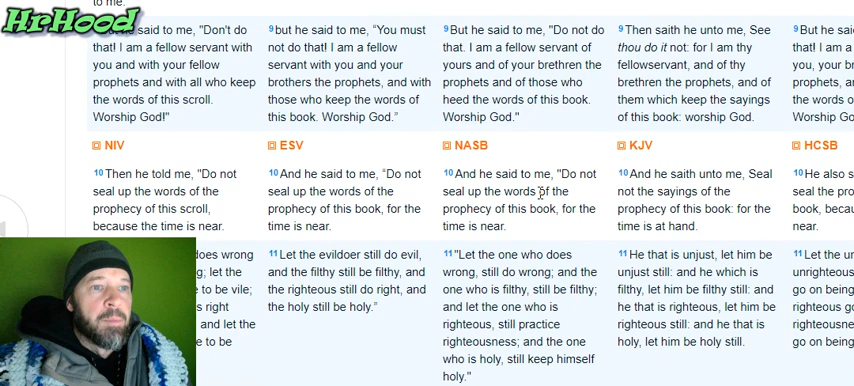 to me.
HrHood
said to me, "Don't do
that! I am a fellow servant with
you and with your fellow
prophets and with all who keep
the words of this scroll.
Worship God!"
9 but he said to me, “You must
not do that! I am a fellow
servant with you and your
brothers the prophets, and with
those who keep the words of
this book. Worship God.”
9 But he said to me, "Do not do
that. I am a fellow servant of
yours and of your brethren the
prophets and of those who
heed the words of this book.
Worship God."
9 Then saith he unto me, See
thou do it not: for I am thy
fellowservant, and of thy
brethren the prophets, and of
them which keep the sayings
of this book: worship God.
9 But he said
that! I am a
you, your br
prophets, a
the words o
Worship Go
NIV
ESV
NASB
KJV
HCSB
10 Then he told me, "Do not
seal up the words of the
prophecy of this scroll,
because the time is near.
10 And he said to me, “Do not
seal up the words of the
prophecy of this book, for the
time is near.
10 And he said to me, "Do not
seal up the words of the
prophecy of this book, for the
time is near.
10 And he saith unto me, Seal
not the sayings of the
prophecy of this book: for the
time is at hand.
10 He also s
seal the pro
book, becau
near.
does wrong
g; let the
to be vile;
s right
and let the
e to be
11 Let the evildoer still do evil,
and the filthy still be filthy, and
the righteous still do right, and
the holy still be holy.”
11 "Let the one who does
wrong, still do wrong; and the
one who is filthy, still be filthy;
and let the one who is
righteous, still practice
righteousness; and the one
who is holy, still keep himself
holy."
11 He that is unjust, let him be
unjust still: and he which is
filthy, let him be filthy still: and
he that is righteous, let him be
righteous still: and he that is
holy, let him be holy still.
11 Let the un
unrighteous
go on being
righteous go
righteousne
go on being